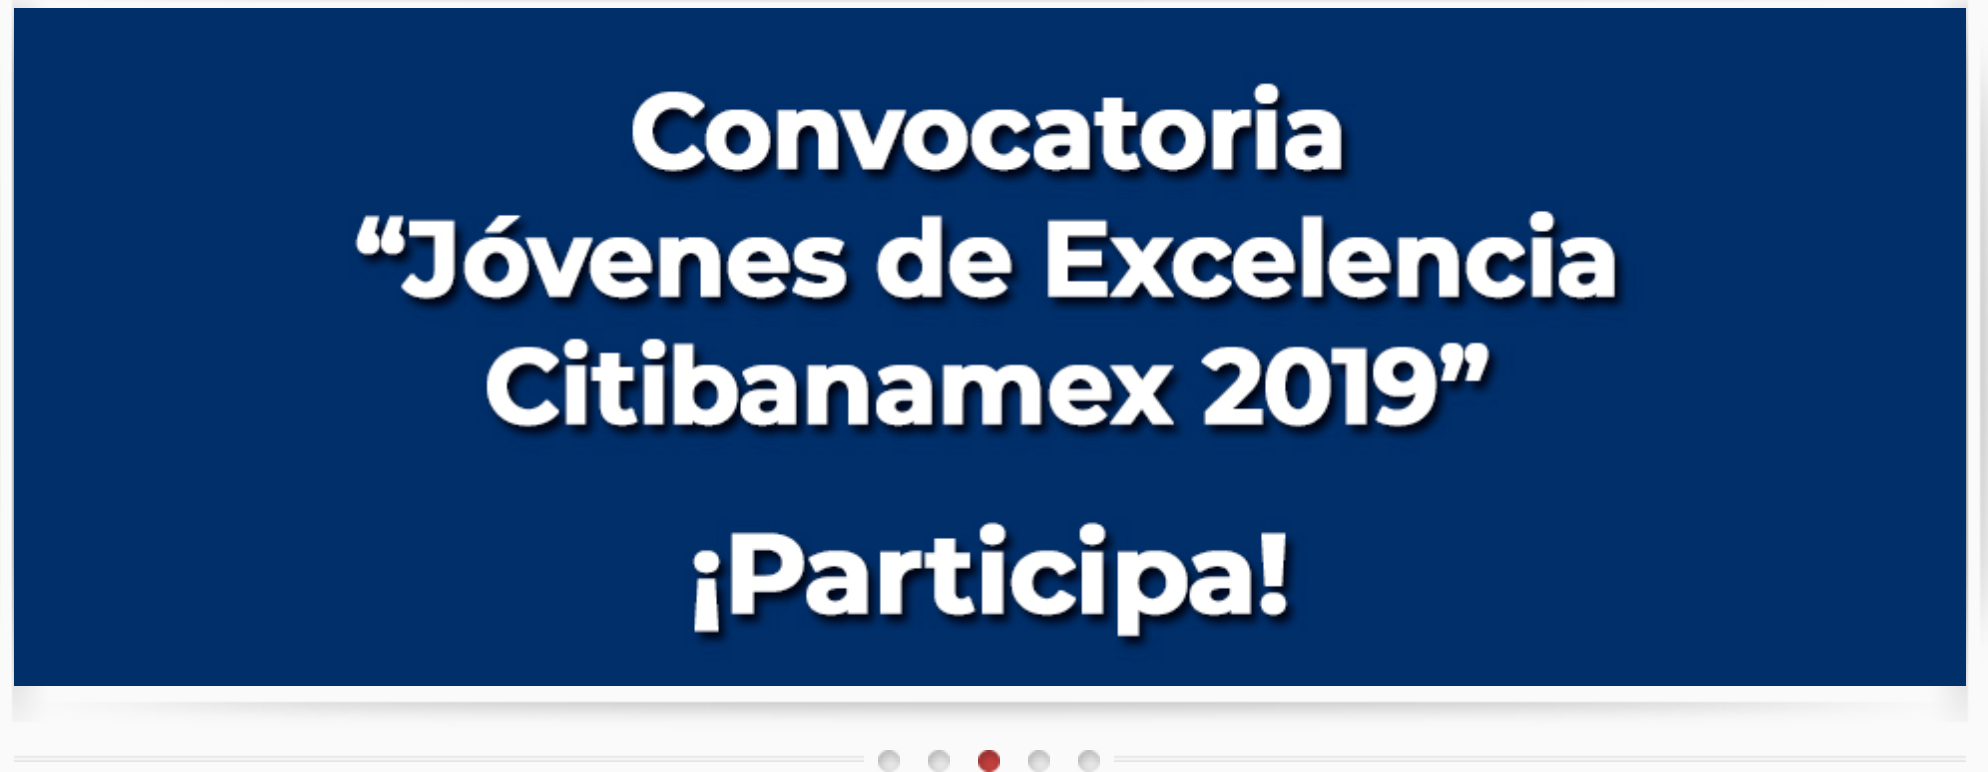 Convocatoria
“Jóvenes de Excelencia
Citibanamex 2019”
¡Participa!